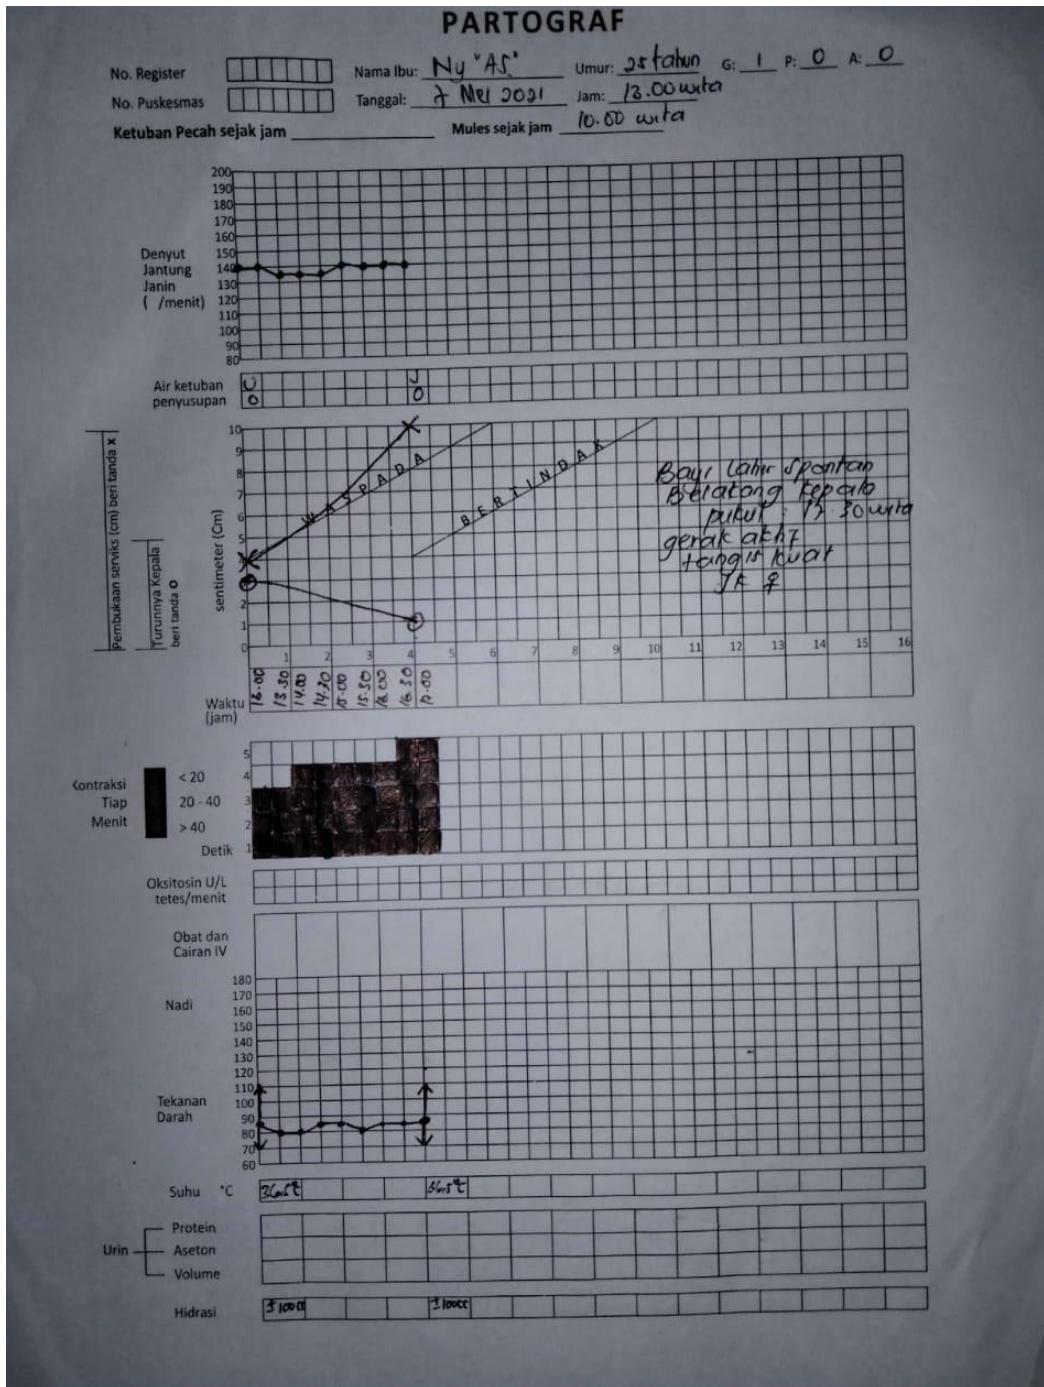 PARTOGRAF
No. Register Nama Ibu: Ny "AS" Umur: 25 tahun G: 1 P: 0 A: 0
No. Puskesmas Tanggal: 7 Mei 2021 Jam: 13.00 wita
Ketuban Pecah sejak jam Mules sejak jam 10.00 wita
200
190
180
170
160
150
140
130
120
110
100
90
80
Denyut
Jantung
Janin
( /menit)
Air ketuban
penyusupan
U U
0 0
Pembukaan serviks (cm) beri tanda x
Turunnya Kepala
beri tanda o
sentimeter (Cm)
10
9
8
7
6
5
3
2
1
0
WASPADA
BERTINDAK
Bayi Lahir Spontan
Belakang Kepala
pukul : 17.30 wita
gerak aktif
tangis kuat
JK ♀
1 2 3 4 5 6 7 8 9 10 11 12 13 14 15 16
Waktu
(jam)
13.30 14.00 14.30 15.00 15.30 16.00 16.30 17.00
Kontraksi
Tiap
Menit
< 20
20 - 40
> 40
Detik
5
4
3
2
1
Oksitosin U/L
tetes/menit
Obat dan
Cairan IV
Nadi
Tekanan
Darah
180
170
160
150
140
130
120
110
100
90
80
70
60
Suhu °C 36.5°C 36.5°C
Urin
Protein
Aseton
Volume
Hidrasi ± 100cc ± 100cc